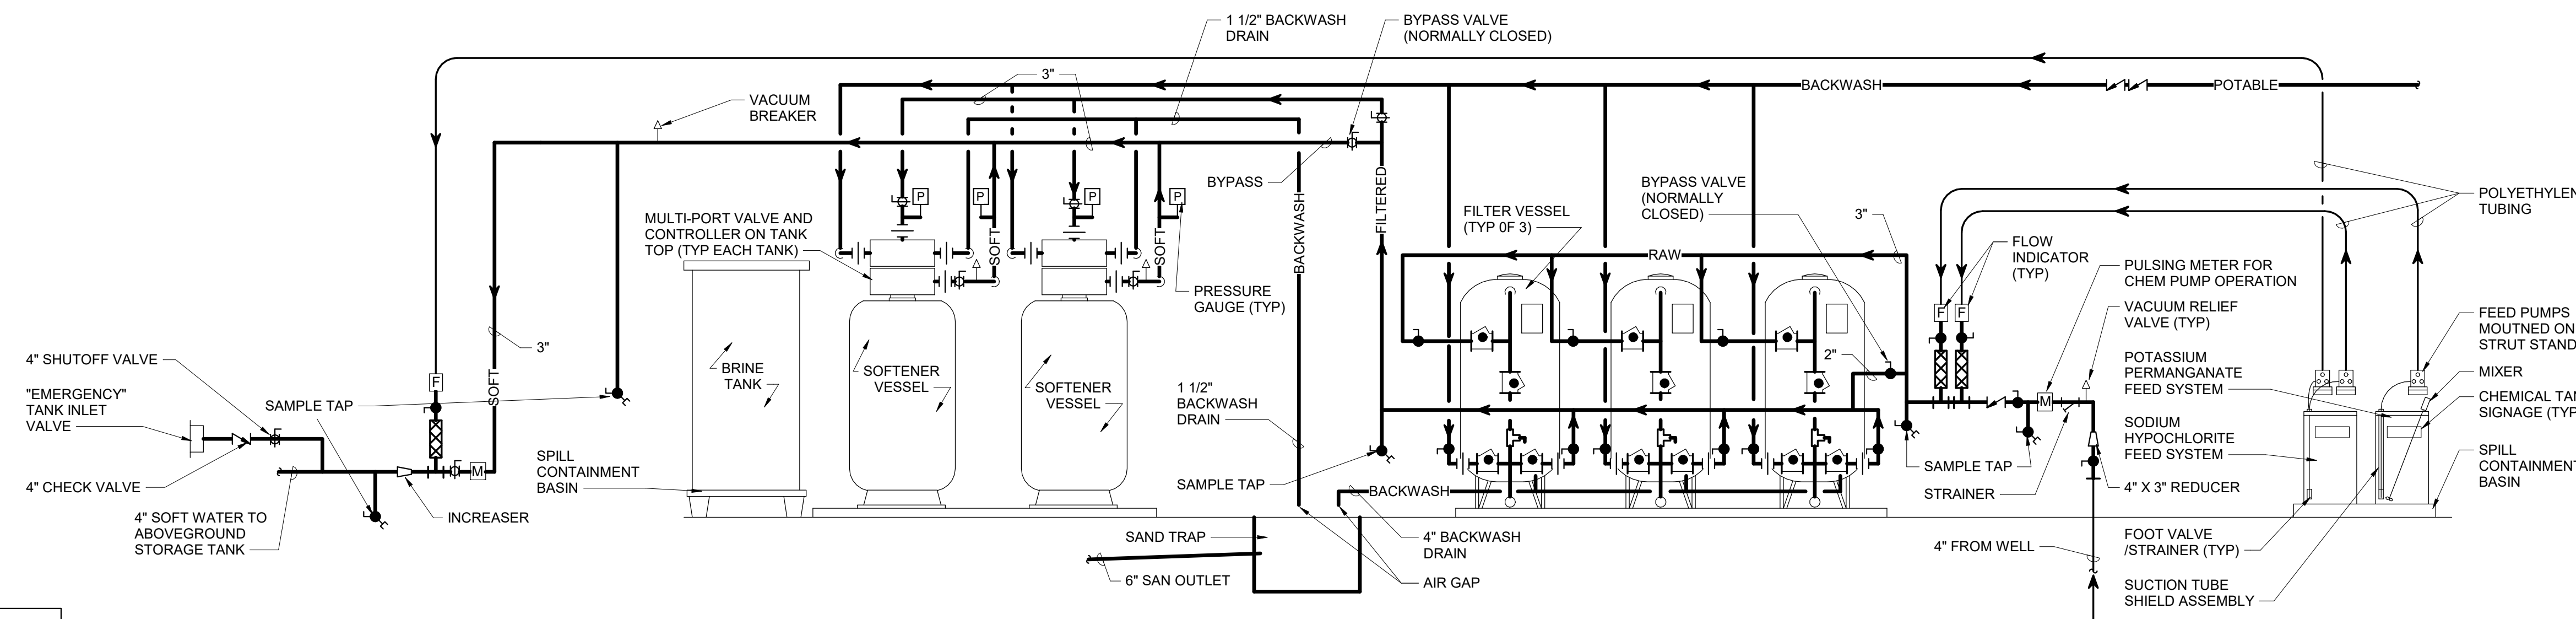 1 1/2" BACKWASH
DRAIN
BYPASS VALVE
(NORMALLY CLOSED)
3"
BACKWASH
POTABLE
VACUUM
BREAKER
BYPASS
FILTERED
BACKWASH
P
P
P
P
SOFT
SOFT
MULTI-PORT VALVE AND
CONTROLLER ON TANK
TOP (TYP EACH TANK)
PRESSURE
GAUGE (TYP)
FILTER VESSEL
(TYP 0F 3)
BYPASS VALVE
(NORMALLY
CLOSED)
3"
RAW
2"
FLOW
INDICATOR
(TYP)
F
F
PULSING METER FOR
CHEM PUMP OPERATION
VACUUM RELIEF
VALVE (TYP)
POTASSIUM
PERMANGANATE
FEED SYSTEM
SODIUM
HYPOCHLORITE
FEED SYSTEM
4" X 3" REDUCER
FOOT VALVE
/STRAINER (TYP)
SUCTION TUBE
SHIELD ASSEMBLY
POLYETHYLEN
TUBING
FEED PUMPS
MOUTNED ON
STRUT STAND
MIXER
CHEMICAL TAN
SIGNAGE (TYP
SPILL
CONTAINMENT
BASIN
4" SHUTOFF VALVE
"EMERGENCY"
TANK INLET
VALVE
4" CHECK VALVE
4" SOFT WATER TO
ABOVEGROUND
STORAGE TANK
SAMPLE TAP
F
SOFT
3"
M
INCREASER
SPILL
CONTAINMENT
BASIN
BRINE
TANK
SOFTENER
VESSEL
SOFTENER
VESSEL
1 1/2"
BACKWASH
DRAIN
SAMPLE TAP
BACKWASH
SAND TRAP
6" SAN OUTLET
4" BACKWASH
DRAIN
AIR GAP
M
SAMPLE TAP
STRAINER
4" FROM WELL